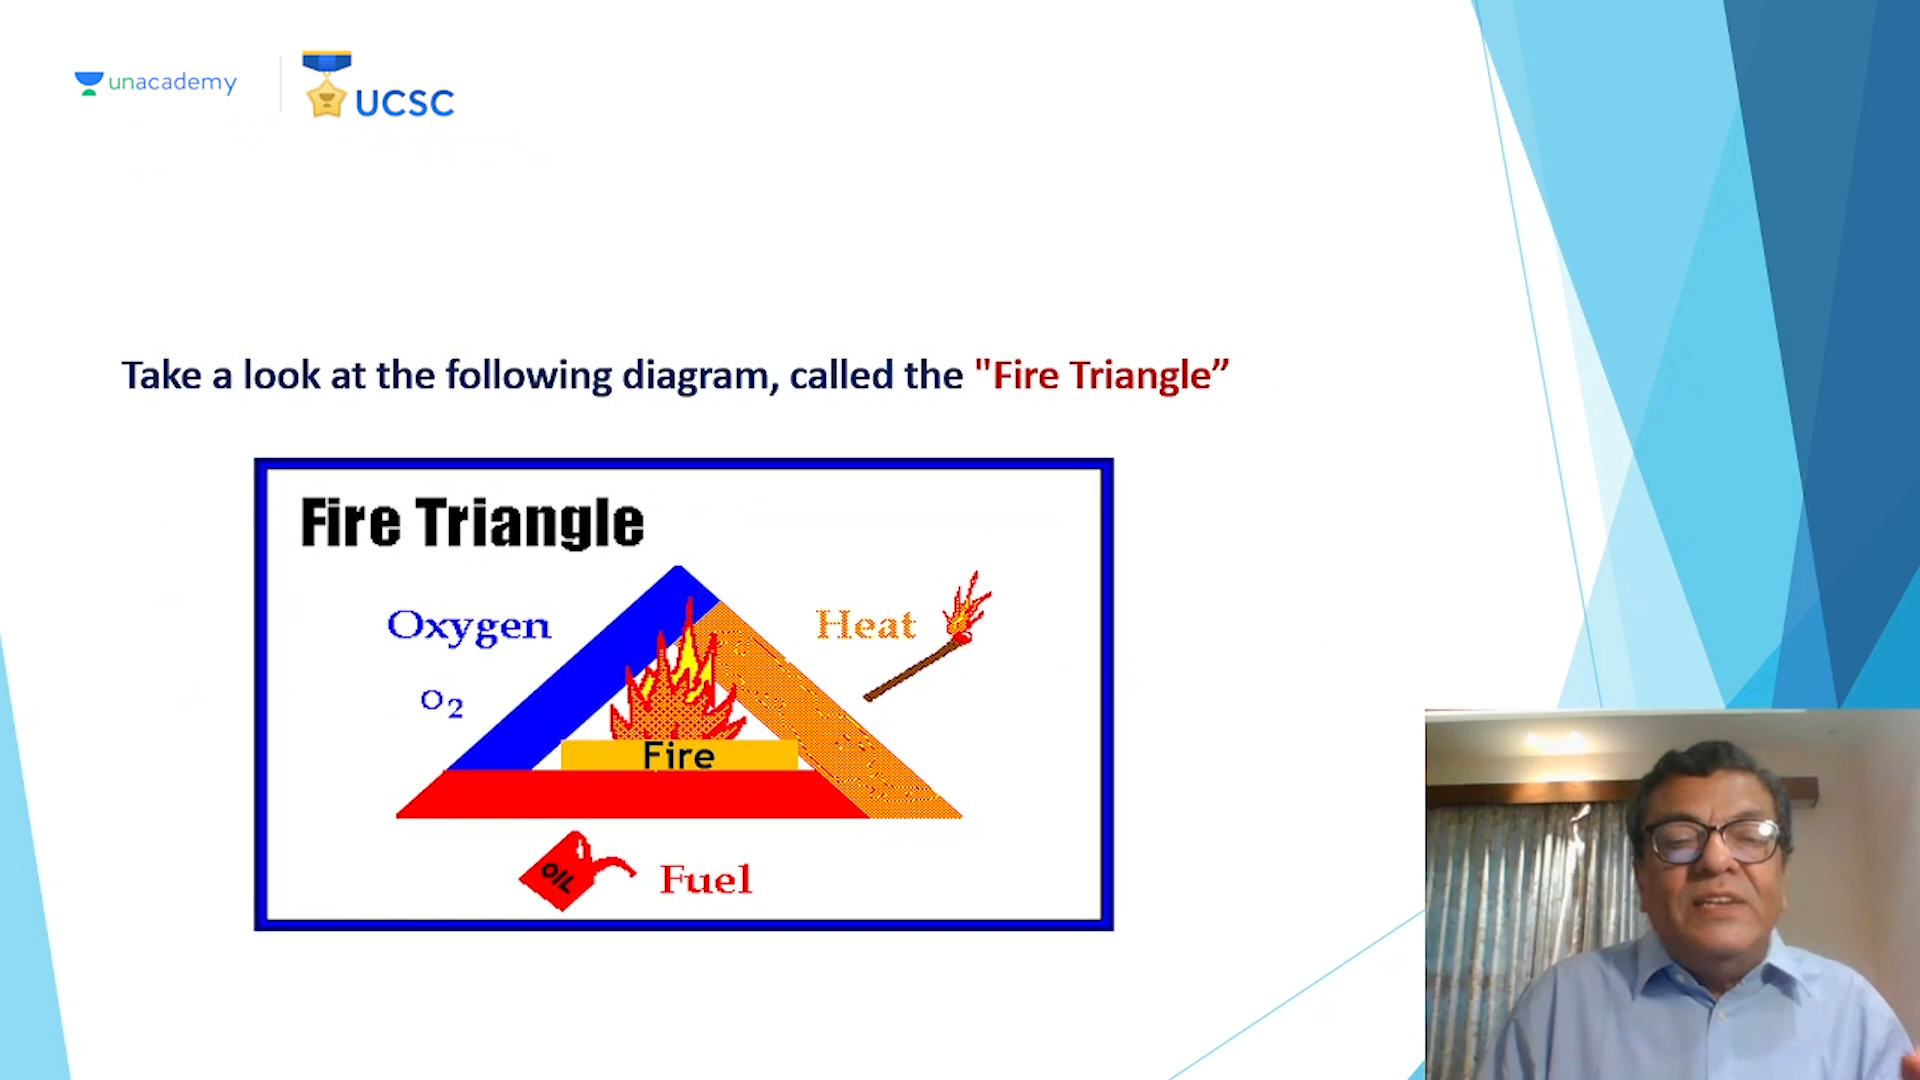 unacademy
UCSC
Take a look at the following diagram, called the "Fire Triangle”
Fire Triangle
Oxygen
Heat
O2
Fire
OIL
Fuel